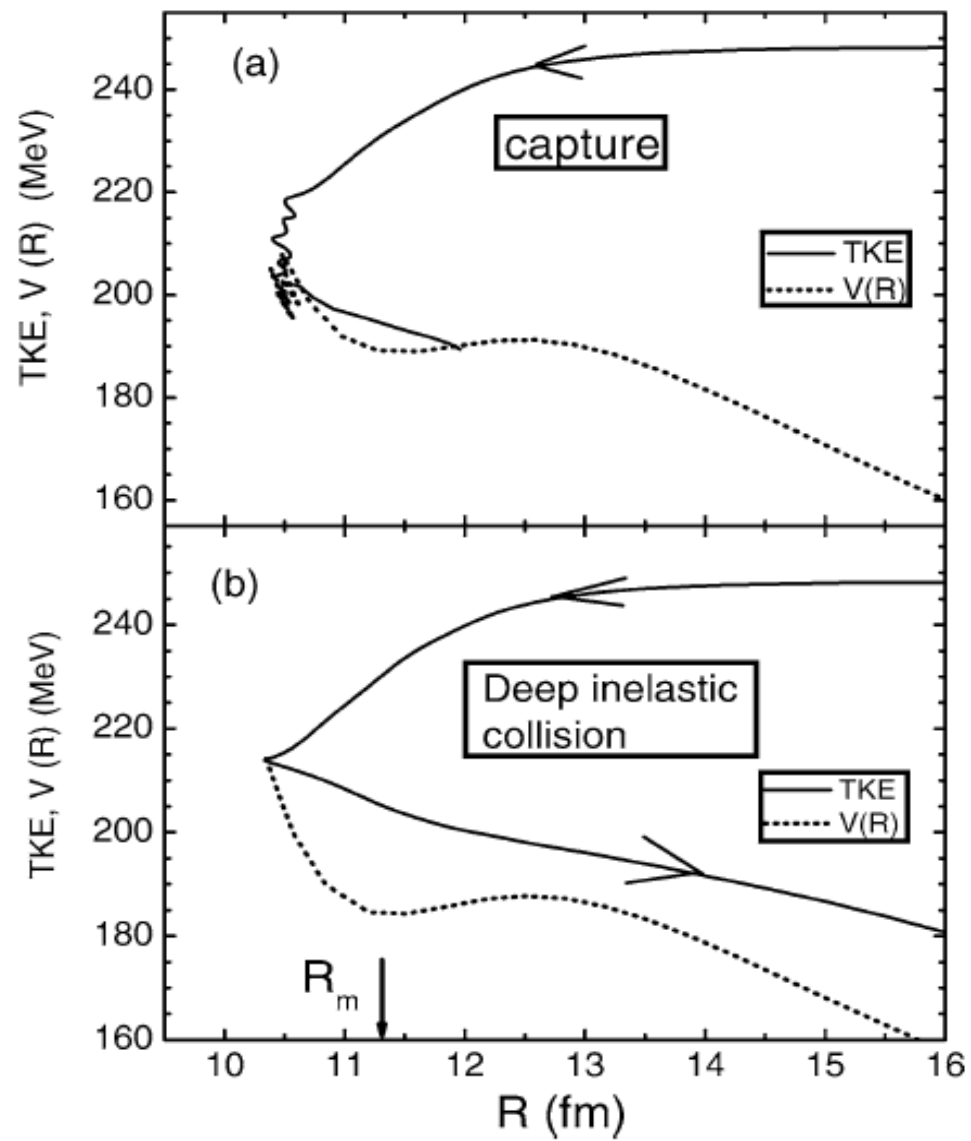 (a)
capture
TKE
V(R)
TKE, V (R) (MeV)
240
220
200
180
160
(b)
Deep inelastic
collision
TKE
V(R)
TKE, V (R) (MeV)
240
220
200
180
160
Rm
10 11 12 13 14 15 16
R (fm)